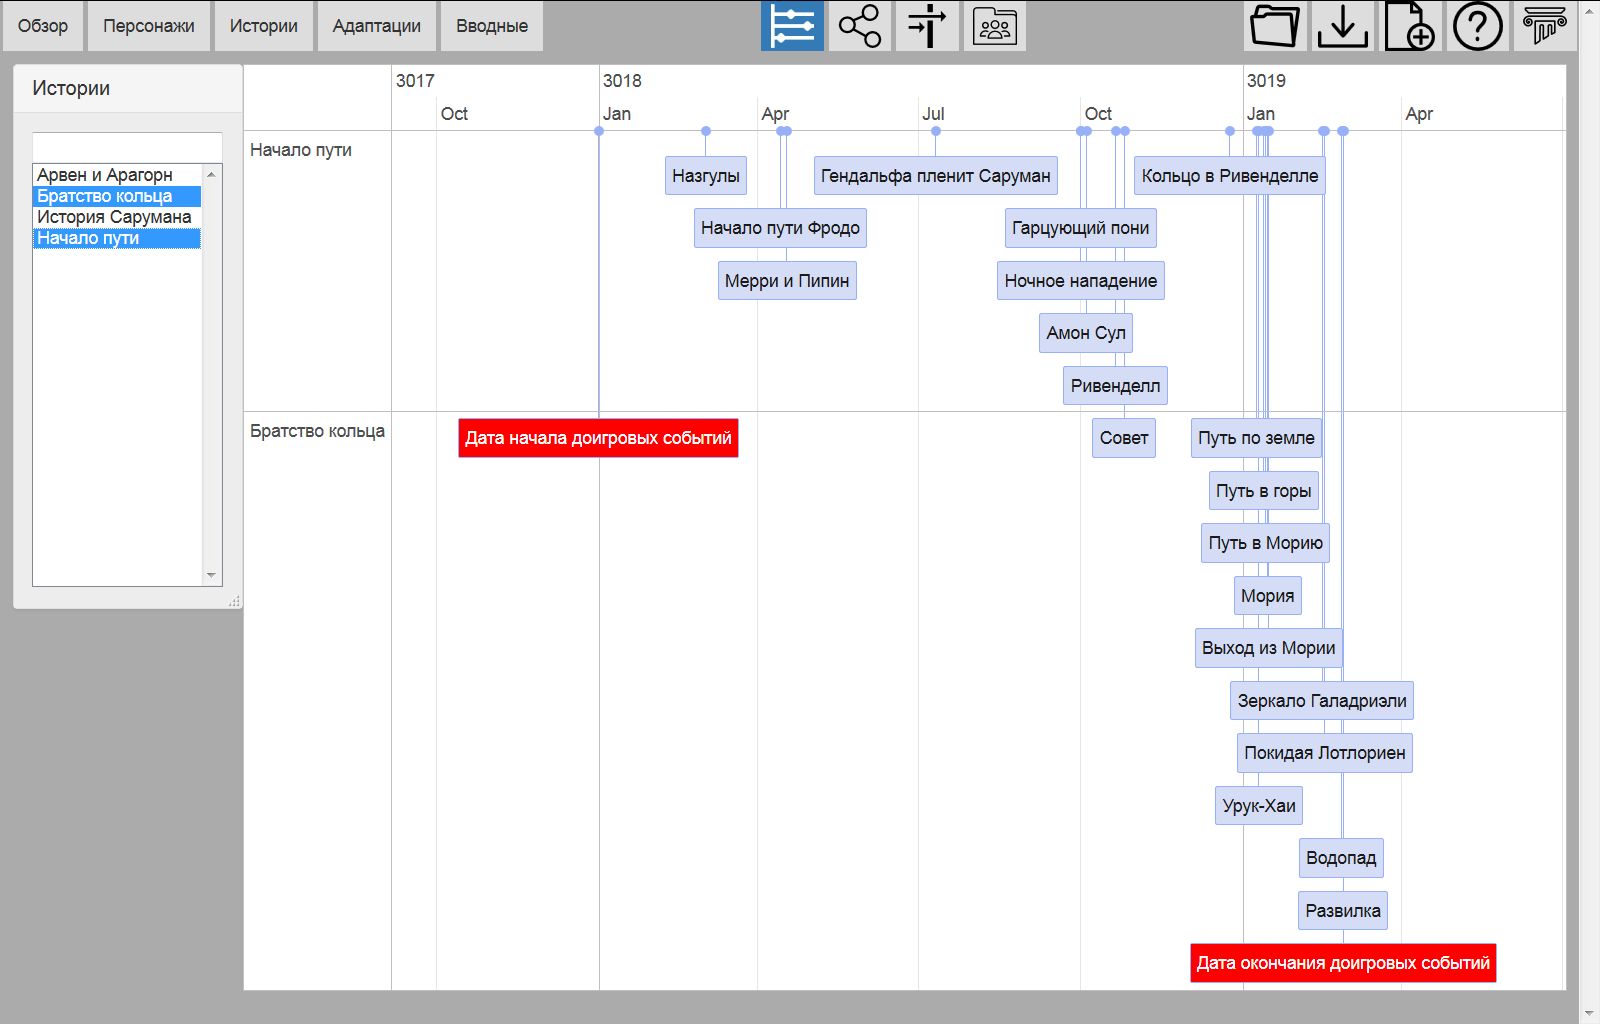 Обзор
Персонажи
Истории
Адаптации
Вводные
Истории
Арвен и Арагорн
Братство кольца
История Сарумана
Начало пути
3017
3018
3019
Oct
Jan
Apr
Jul
Oct
Jan
Apr
Начало пути
Назгулы
Гендальфа пленит Саруман
Кольцо в Ривенделле
Начало пути Фродо
Гарцующий пони
Мерри и Пипин
Ночное нападение
Амон Сул
Ривенделл
Братство кольца
Дата начала доигровых событий
Совет
Путь по земле
Путь в горы
Путь в Морию
Мория
Выход из Мории
Зеркало Галадриэли
Покидая Лотлориен
Урук-Хаи
Водопад
Развилка
Дата окончания доигровых событий